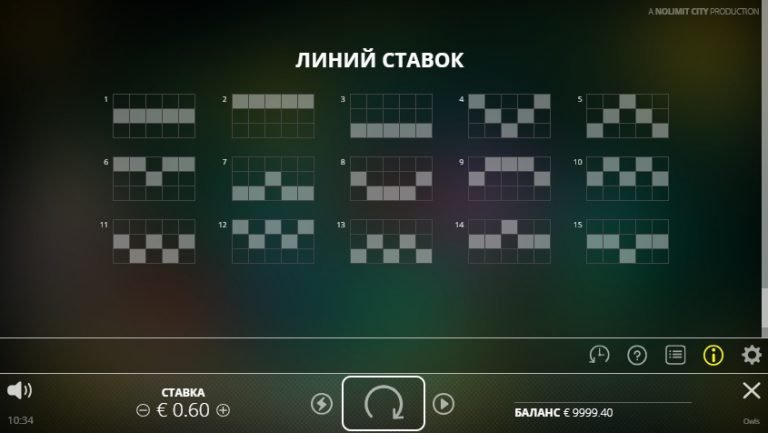 A NOLIMIT CITY PRODUCTION
ЛИНИЙ СТАВОК
1 2 3 4 5
6 7 8 9 10
11 12 13 14 15
СТАВКА
€ 0.60
БАЛАНС € 9999.40
10:34
Owls